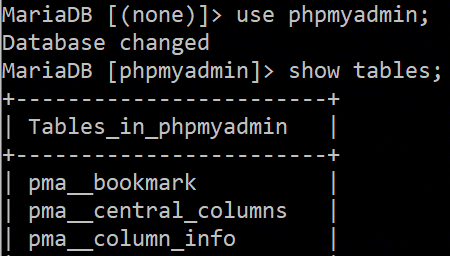 MariaDB [(none)]> use phpmyadmin;
Database changed
MariaDB [phpmyadmin]> show tables;
+------------------------+
| Tables_in_phpmyadmin   |
+------------------------+
| pma__bookmark          |
| pma__central_columns   |
| pma__column_info       |